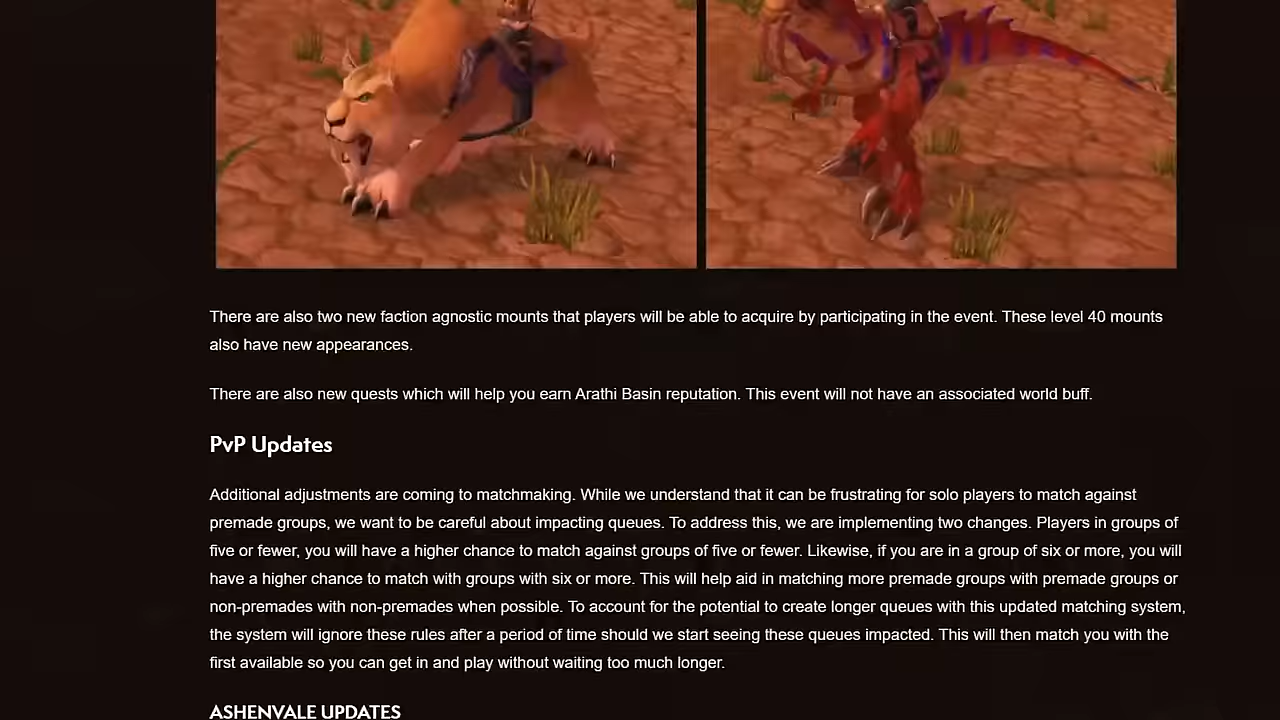 There are also two new faction agnostic mounts that players will be able to acquire by participating in the event. These level 40 mounts
also have new appearances.
There are also new quests which will help you earn Arathi Basin reputation. This event will not have an associated world buff.
PvP Updates
Additional adjustments are coming to matchmaking. While we understand that it can be frustrating for solo players to match against
premade groups, we want to be careful about impacting queues. To address this, we are implementing two changes. Players in groups of
five or fewer, you will have a higher chance to match against groups of five or fewer. Likewise, if you are in a group of six or more, you will
have a higher chance to match with groups with six or more. This will help aid in matching more premade groups with premade groups or
non-premades with non-premades when possible. To account for the potential to create longer queues with this updated matching system,
the system will ignore these rules after a period of time should we start seeing these queues impacted. This will then match you with the
first available so you can get in and play without waiting too much longer.
ASHENVALE UPDATES